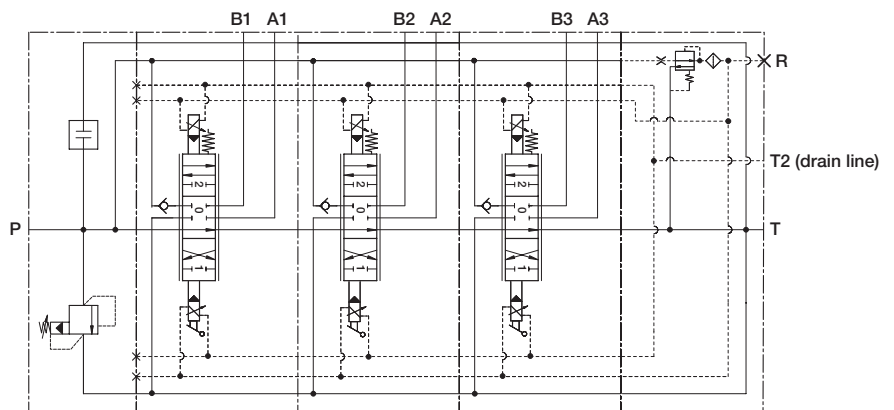 B1 A1 B2 A2 B3 A3
R
T2 (drain line)
P
T
2 2 2
0 0 0
1 1 1